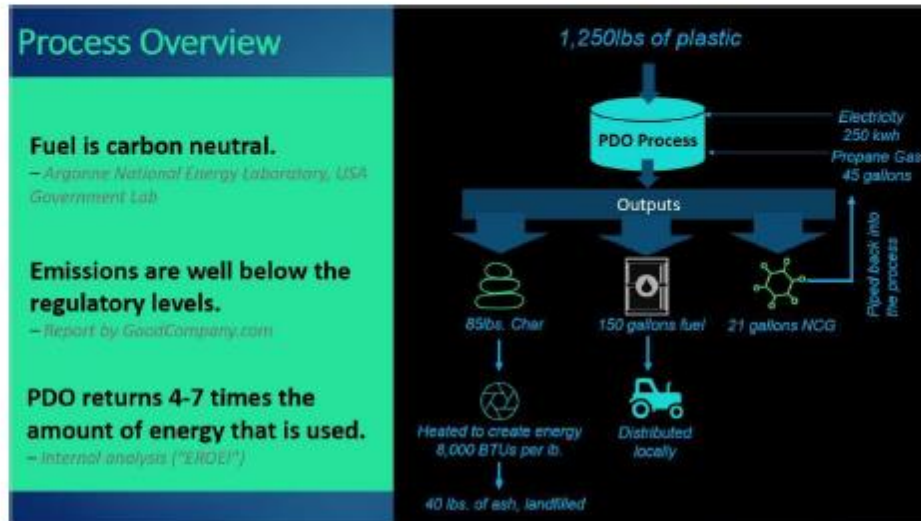 Process Overview
Fuel is carbon neutral.
– Argonne National Energy Laboratory, USA
Government Lab
Emissions are well below the
regulatory levels.
– Report by GoodCompany.com
PDO returns 4-7 times the
amount of energy that is used.
– Internal analysis ("EROEI")
1,250lbs of plastic
PDO Process
Electricity
250 kwh
Propane Gas
45 gallons
Outputs
Piped back into
the process
85lbs. Char
150 gallons fuel
21 gallons NCG
Heated to create energy
8,000 BTUs per lb.
Distributed
locally
40 lbs. of ash, landfilled